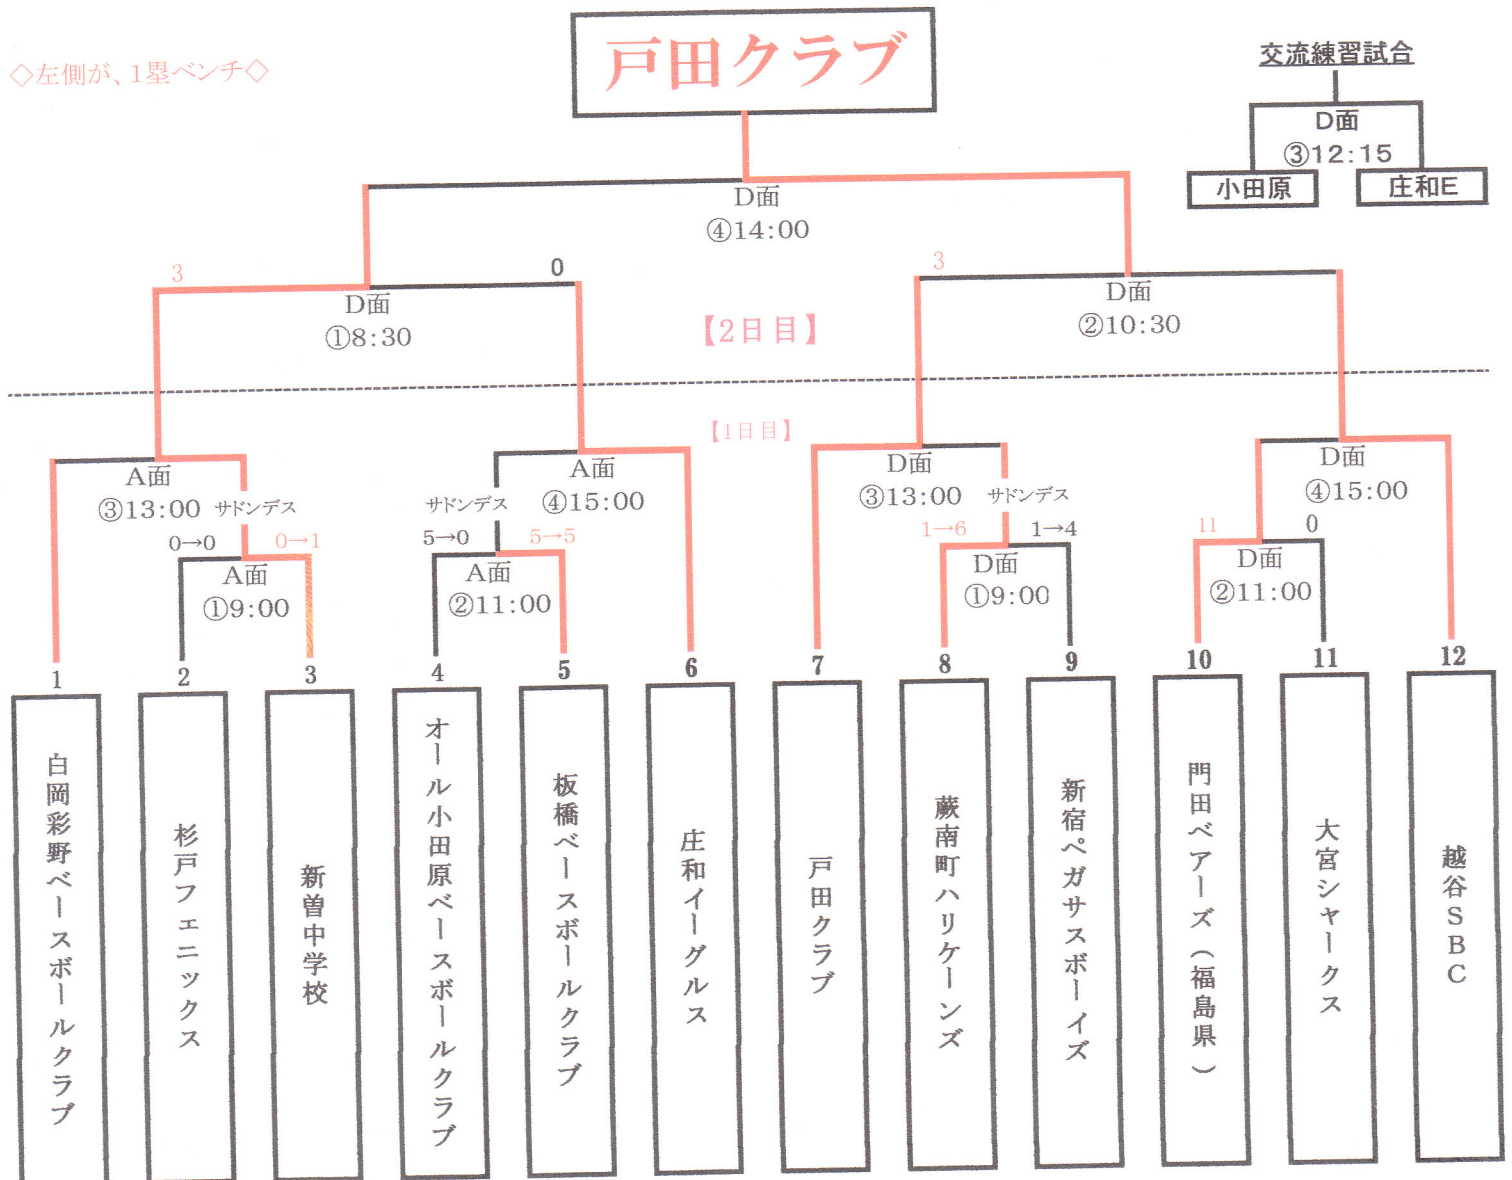 戸田クラブ
◇左側が、1塁ベンチ◇
交流練習試合
D面
③12:15
小田原
庄和E
D面
④14:00
3
0
3
D面
①8:30
D面
②10:30
【2日目】
【1日目】
A面
③13:00
サドンデス
サドンデス
A面
④15:00
D面
③13:00
サドンデス
D面
④15:00
0→0
0→1
5→0
5→5
1→6
1→4
11
0
A面
①9:00
A面
②11:00
D面
①9:00
D面
②11:00
1
2
3
4
5
6
7
8
9
10
11
12
白岡彩野ベースボールクラブ
杉戸フェニックス
新曽中学校
オール小田原ベースボールクラブ
板橋ベースボールクラブ
庄和イーグルス
戸田クラブ
蕨南町ハリケーンズ
新宿ペガサスボーイズ
門田ベアーズ（福島県）
大宮シャークス
越谷SBC